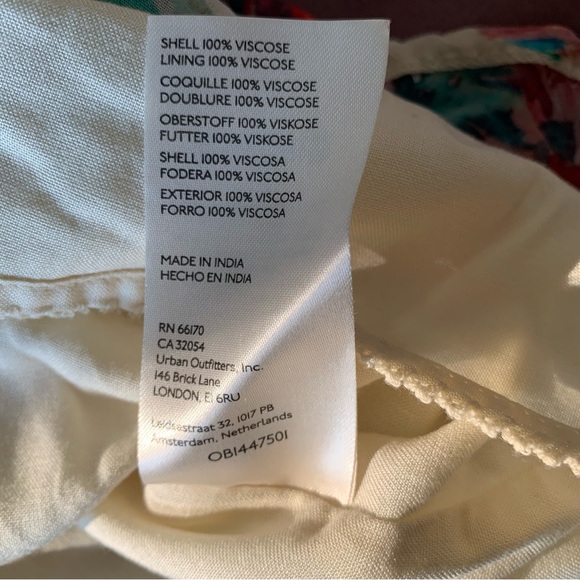 SHELL 100% VISCOSE
LINING 100% VISCOSE
COQUILLE 100% VISCOSE
DOUBLURE 100% VISCOSE
OBERSTOFF 100% VISKOSE
FUTTER 100% VISKOSE
SHELL 100% VISCOSA
FODERA 100% VISCOSA
EXTERIOR 100% VISCOSA
FORRO 100% VISCOSA
MADE IN INDIA
HECHO EN INDIA
RN 66170
CA 32054
Urban Outfitters, Inc.
146 Brick Lane
LONDON, E1 6RU
Leidsestraat 32, 1017 PB
Amsterdam, Netherlands
OB1447501